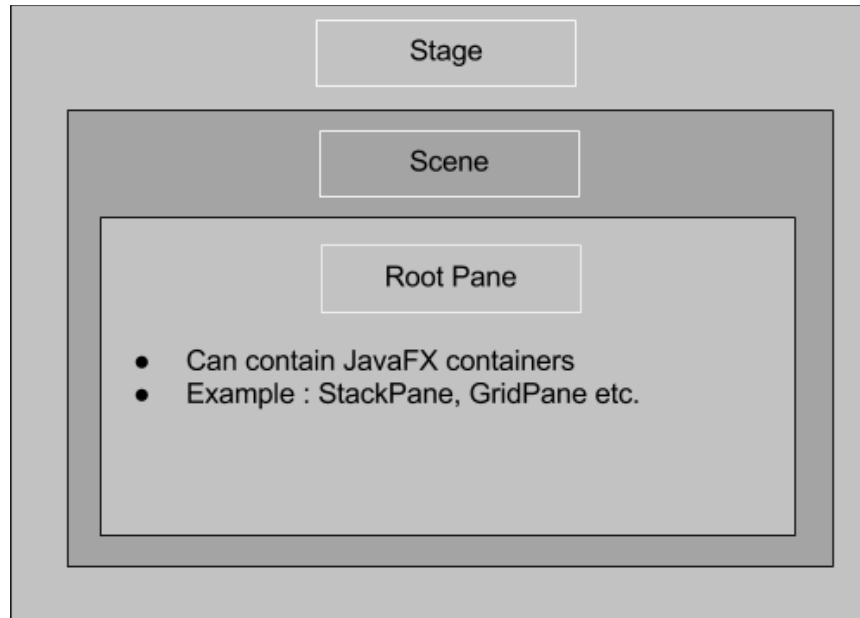 Stage
Scene
Root Pane
● Can contain JavaFX containers
● Example : StackPane, GridPane etc.